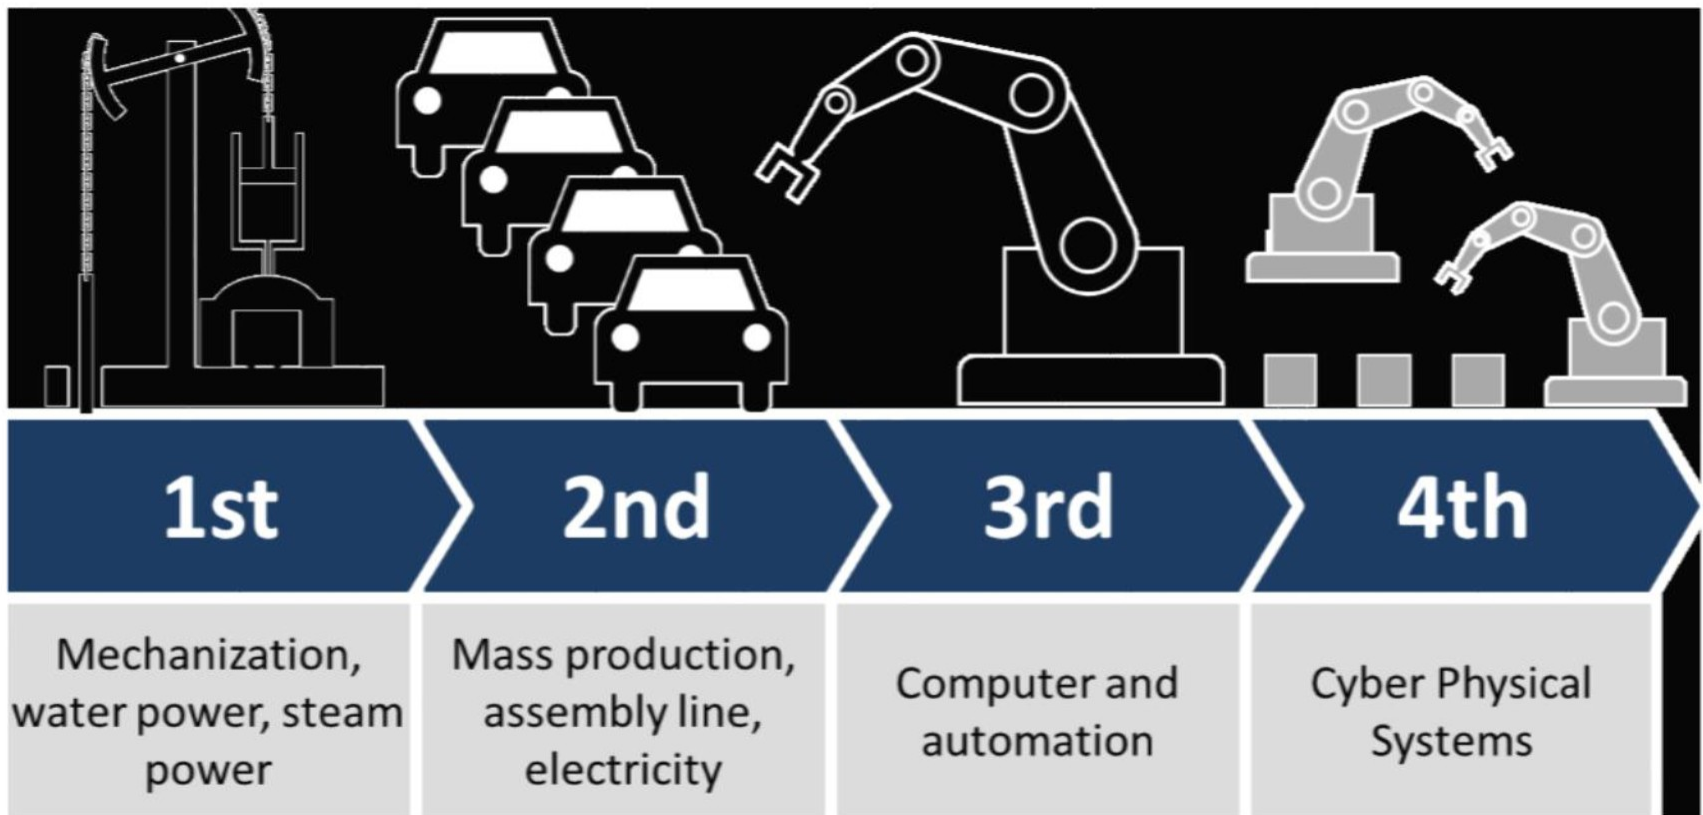 1st
2nd
3rd
4th
Mechanization,
water power, steam
power
Mass production,
assembly line,
electricity
Computer and
automation
Cyber Physical
Systems